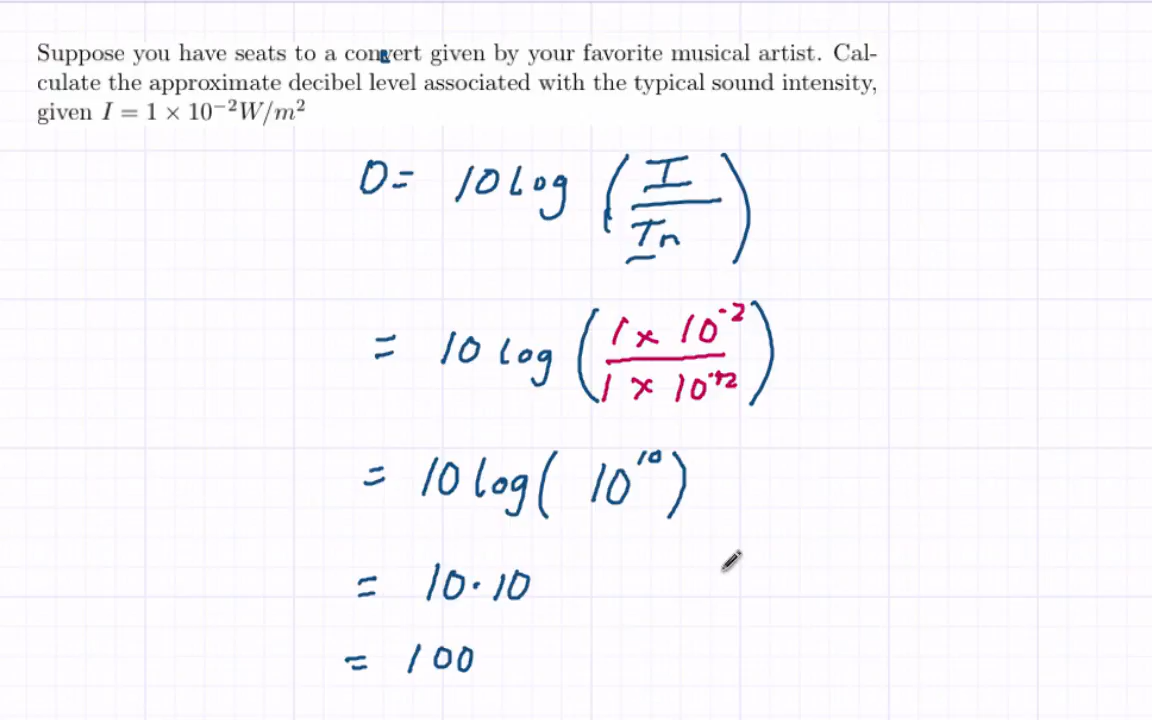 Suppose you have seats to a concert given by your favorite musical artist. Cal-
culate the approximate decibel level associated with the typical sound intensity,
given I = 1 × 10⁻²W/m²
D = 10 log (I/In)
= 10 log (1 × 10⁻²/1 × 10⁻¹²)
= 10 log( 10¹⁰)
= 10·10
= 100